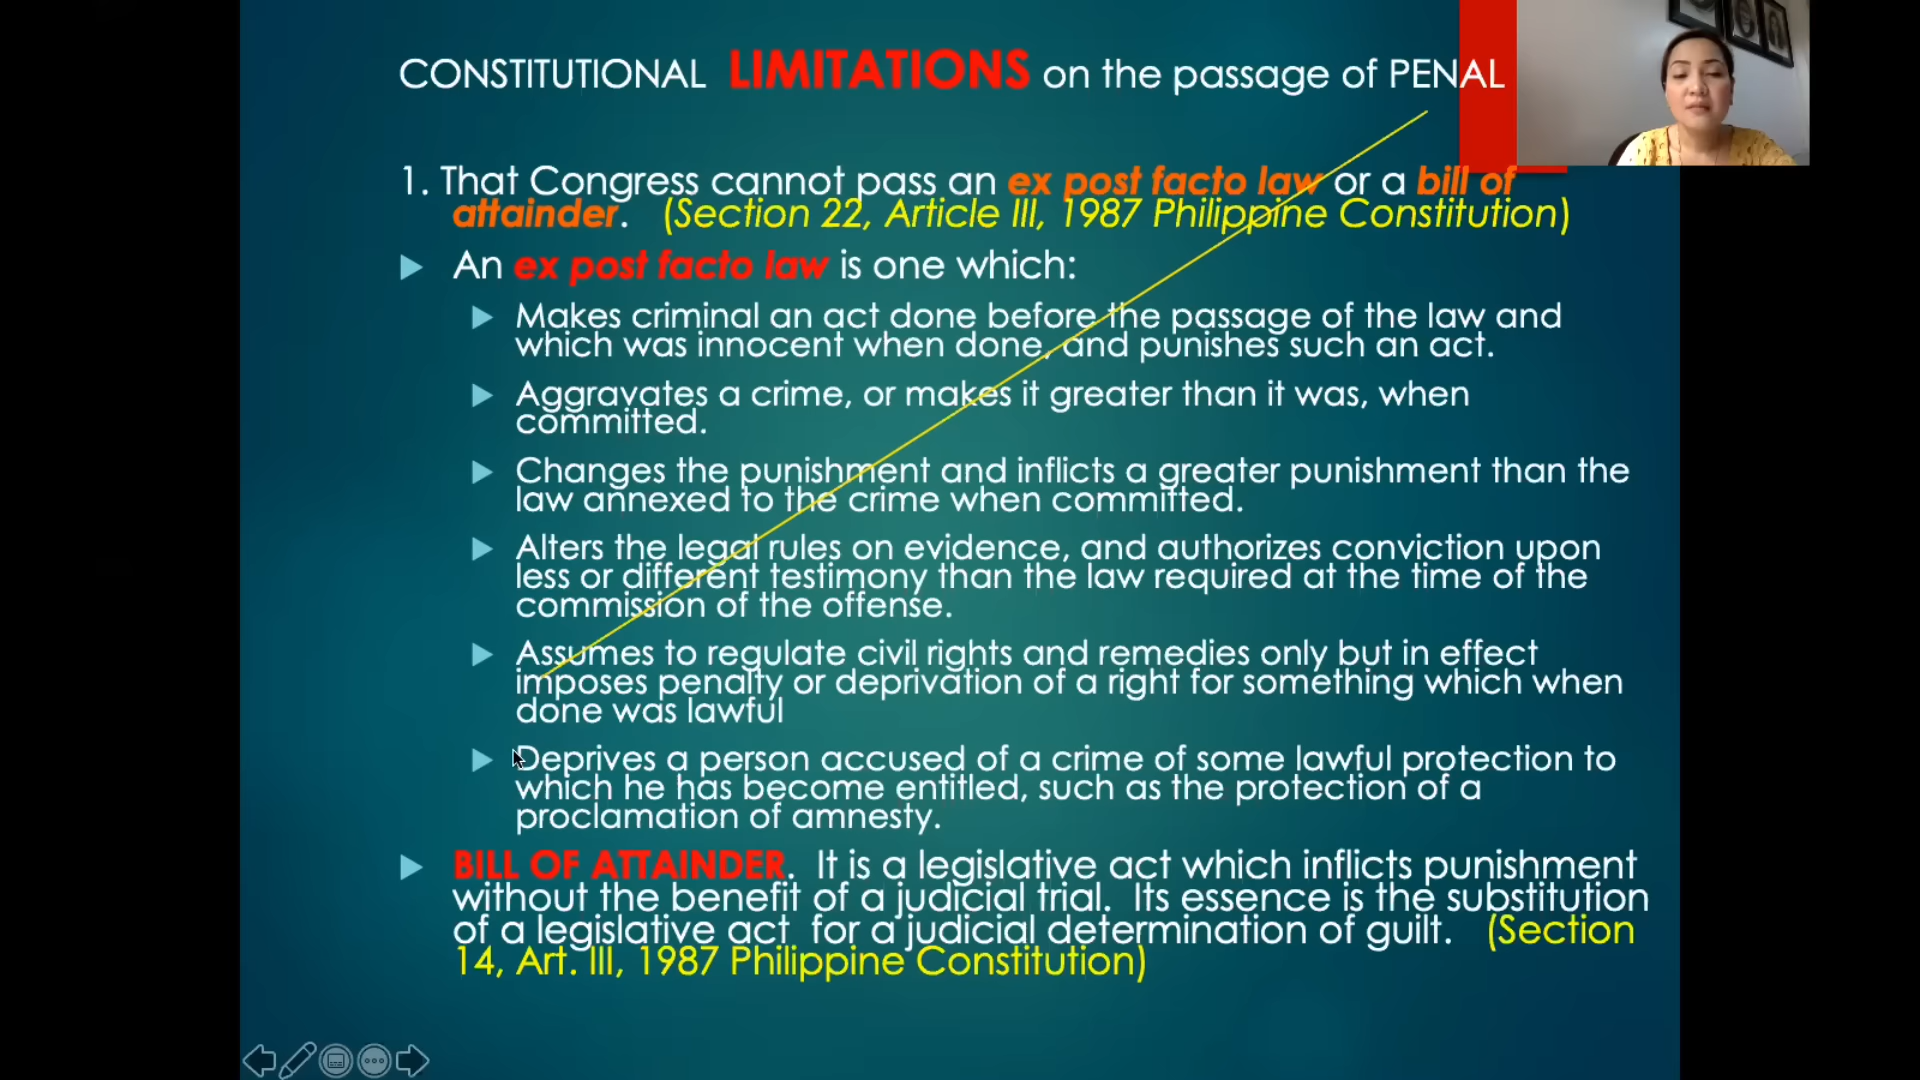 CONSTITUTIONAL LIMITATIONS on the passage of PENAL
1. That Congress cannot pass an ex post facto law or a bill of
attainder. (Section 22, Article III, 1987 Philippine Constitution)
An ex post facto law is one which:
Makes criminal an act done before the passage of the law and
which was innocent when done, and punishes such an act.
Aggravates a crime, or makes it greater than it was, when
committed.
Changes the punishment and inflicts a greater punishment than the
law annexed to the crime when committed.
Alters the legal rules on evidence, and authorizes conviction upon
less or different testimony than the law required at the time of the
commission of the offense.
Assumes to regulate civil rights and remedies only but in effect
imposes penalty or deprivation of a right for something which when
done was lawful
Deprives a person accused of a crime of some lawful protection to
which he has become entitled, such as the protection of a
proclamation of amnesty.
BILL OF ATTAINDER. It is a legislative act which inflicts punishment
without the benefit of a judicial trial. Its essence is the substitution
of a legislative act for a judicial determination of guilt. (Section
14, Art. III, 1987 Philippine Constitution)